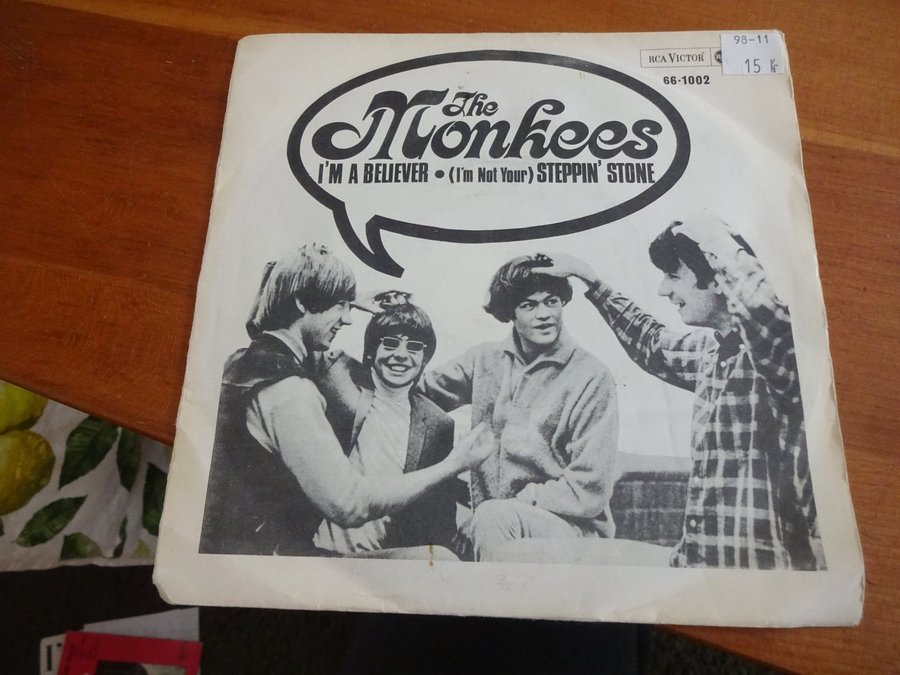 98-11
RCA VICTOR
15 Kr
66-1002
The
Monkees
I'M A BELIEVER • (I'm Not Your) STEPPIN' STONE